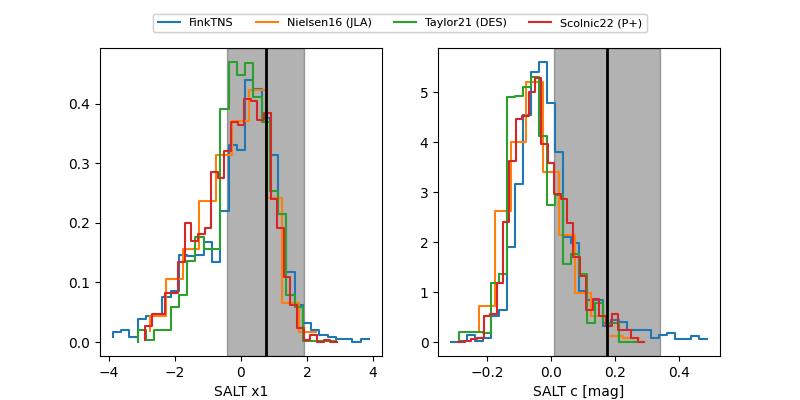 FinkTNS Nielsen16 (JLA) Taylor21 (DES) Scolnic22 (P+)
0.4
0.3
0.2
0.1
0.0
−4 −2 0 2 4
SALT x1
5
4
3
2
1
0
−0.2 0.0 0.2 0.4
SALT c [mag]